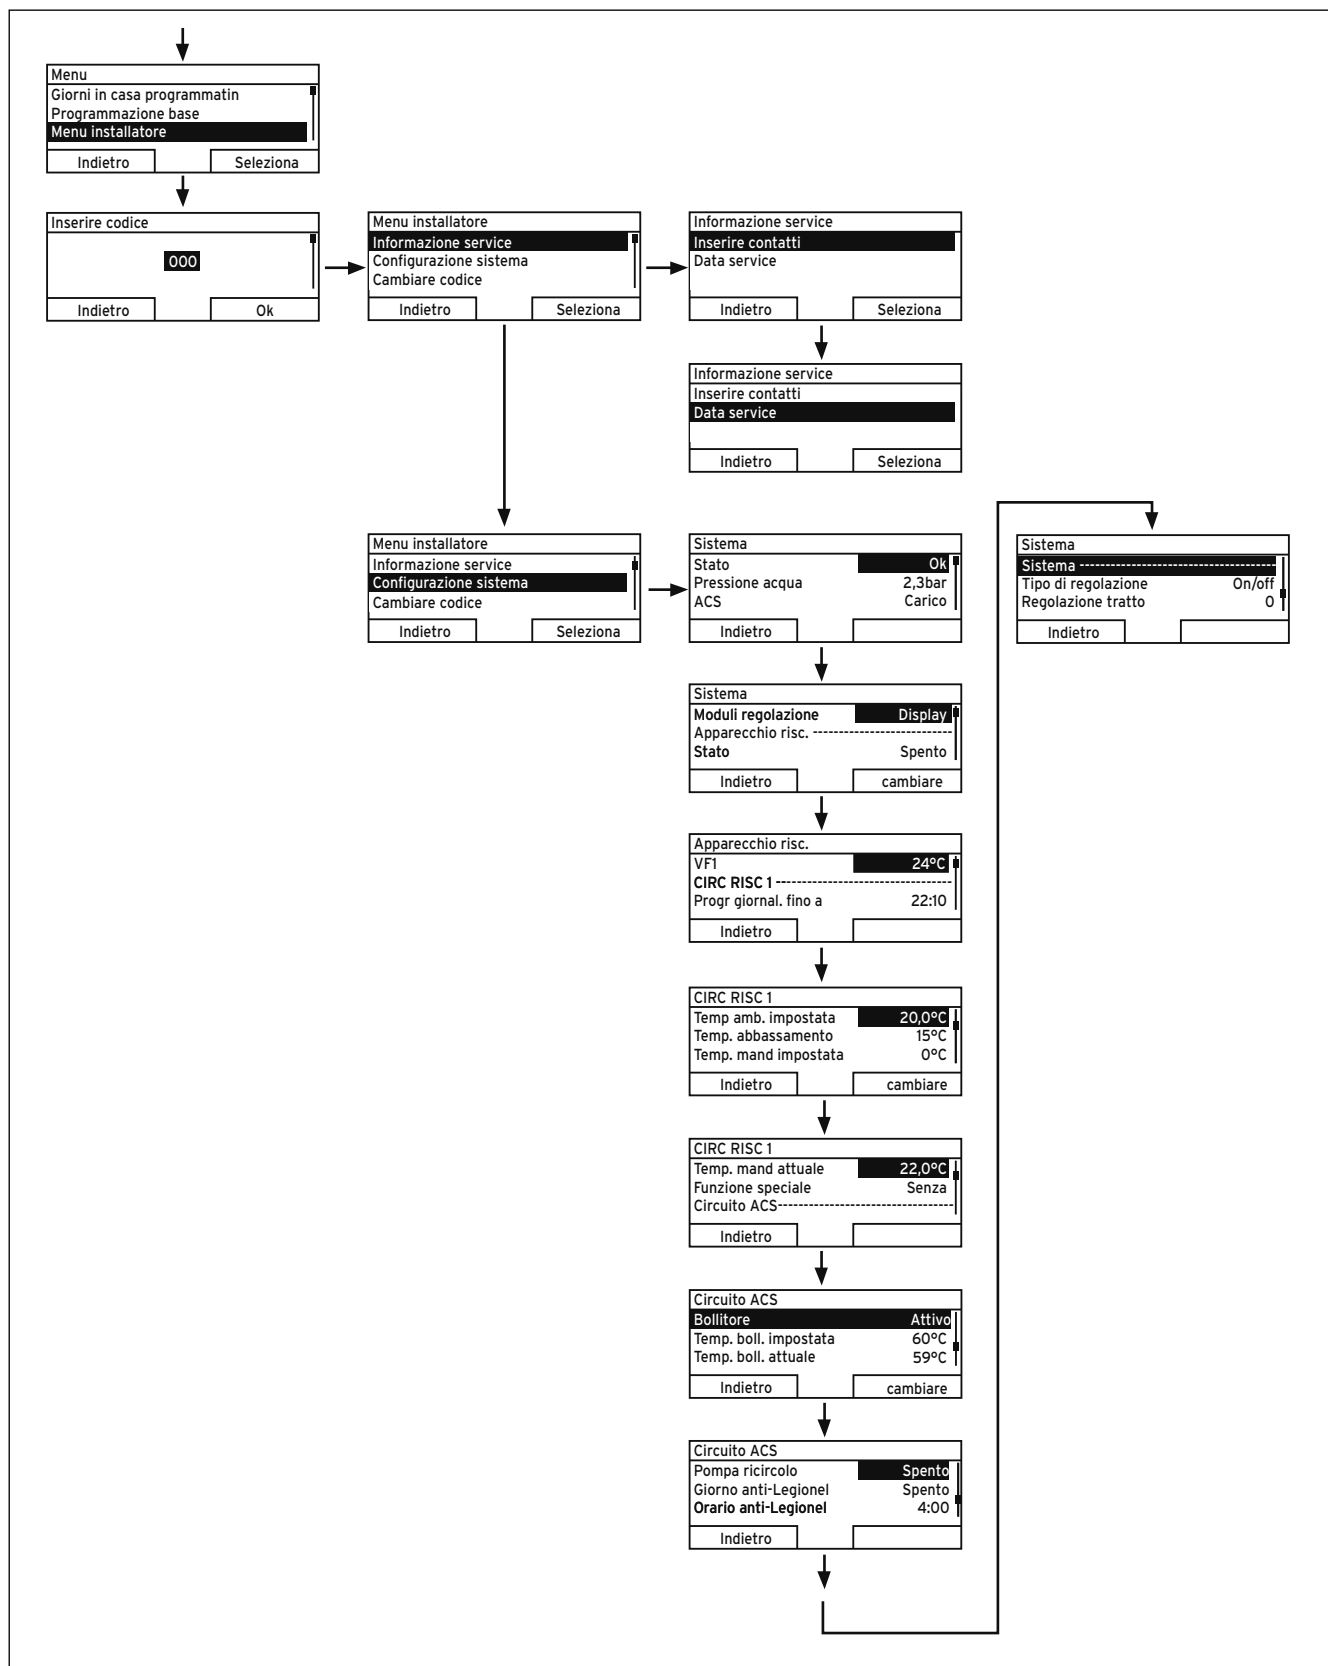 Menu
Giorni in casa programmatin
Programmazione base
Menu installatore
Indietro Seleziona
Inserire codice
000
Indietro Ok
Menu installatore
Informazione service
Configurazione sistema
Cambiare codice
Indietro Seleziona
Informazione service
Inserire contatti
Data service
Indietro Seleziona
Informazione service
Inserire contatti
Data service
Indietro Seleziona
Menu installatore
Informazione service
Configurazione sistema
Cambiare codice
Indietro Seleziona
Sistema
Stato Ok
Pressione acqua 2,3bar
ACS Carico
Indietro
Sistema
Moduli regolazione Display
Apparecchio risc. ----------------------------
Stato Spento
Indietro cambiare
Apparecchio risc.
VF1 24°C
CIRC RISC 1 ----------------------------------
Progr giornal. fino a 22:10
Indietro
CIRC RISC 1
Temp amb. impostata 20,0°C
Temp. abbassamento 15°C
Temp. mand impostata 0°C
Indietro cambiare
CIRC RISC 1
Temp. mand attuale 22,0°C
Funzione speciale Senza
Circuito ACS----------------------------------
Indietro
Circuito ACS
Bollitore Attivo
Temp. boll. impostata 60°C
Temp. boll. attuale 59°C
Indietro cambiare
Circuito ACS
Pompa ricircolo Spento
Giorno anti-Legionel Spento
Orario anti-Legionel 4:00
Indietro
Sistema
Sistema ---------------------------
Tipo di regolazione On/off
Regolazione tratto 0
Indietro